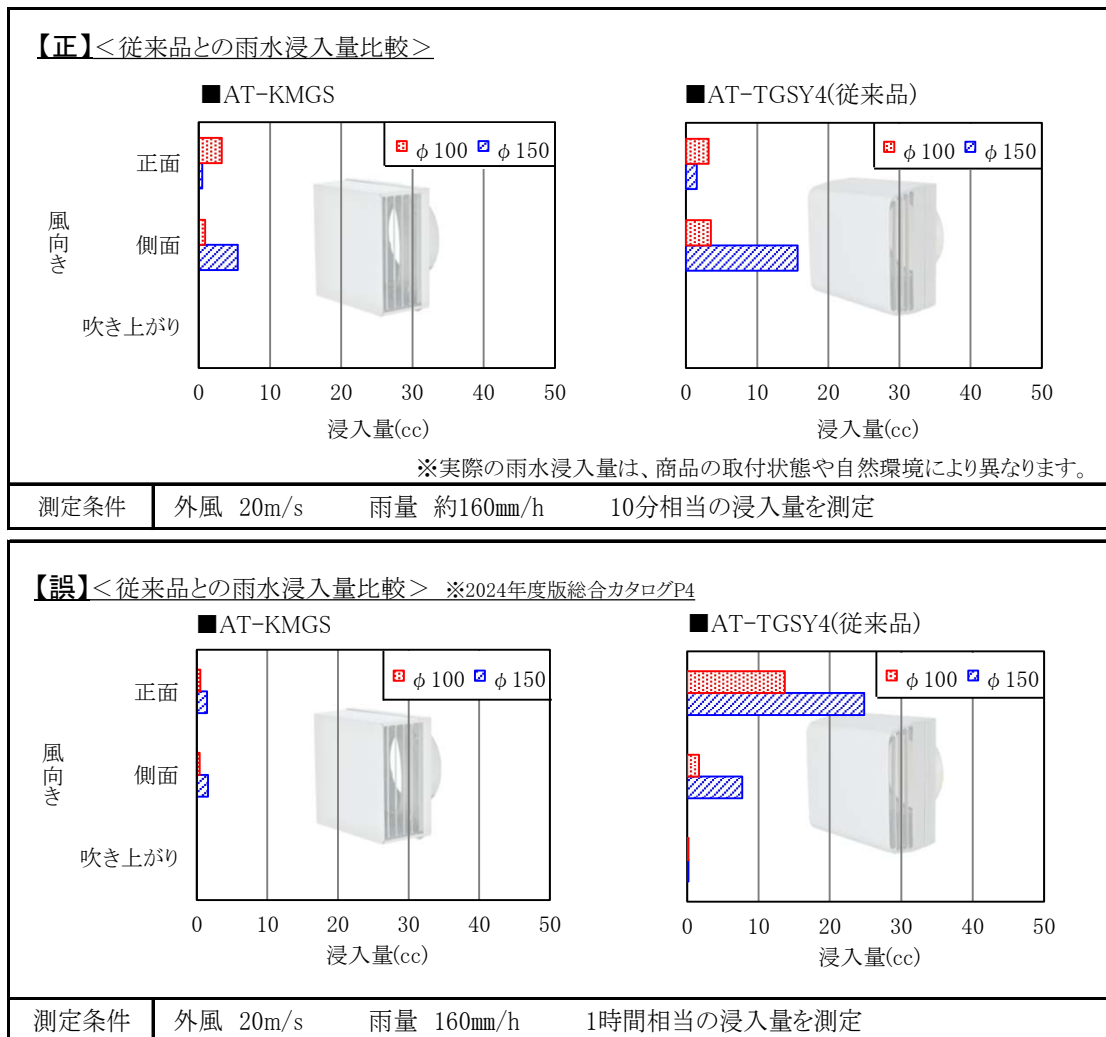 【正】＜従来品との雨水浸入量比較＞
■AT-KMGS
■AT-TGSY4(従来品)
φ100 φ150
φ100 φ150
風向き
正面
側面
吹き上がり
0 10 20 30 40 50
0 10 20 30 40 50
浸入量(cc)
浸入量(cc)
※実際の雨水浸入量は、商品の取付状態や自然環境により異なります。
測定条件 外風 20m/s 雨量 約160㎜/h 10分相当の浸入量を測定
【誤】＜従来品との雨水浸入量比較＞ ※2024年度版総合カタログP4
■AT-KMGS
■AT-TGSY4(従来品)
φ100 φ150
φ100 φ150
風向き
正面
側面
吹き上がり
0 10 20 30 40 50
0 10 20 30 40 50
浸入量(cc)
浸入量(cc)
測定条件 外風 20m/s 雨量 160㎜/h 1時間相当の浸入量を測定